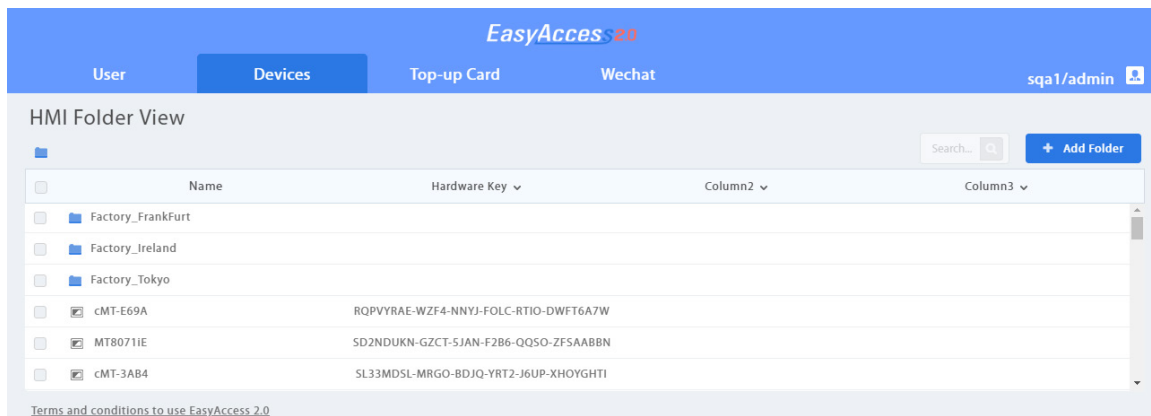 EasyAccess 2.0
User Devices Top-up Card Wechat sqa1/admin
HMI Folder View
Search... + Add Folder
Name Hardware Key Column2 Column3
Factory_FrankFurt
Factory_Ireland
Factory_Tokyo
cMT-E69A RQPVYRAE-WZF4-NNYJ-FOLC-RTIO-DWFT6A7W
MT8071iE SD2NDUKN-GZCT-5JAN-F2B6-QQSO-ZFSAABBN
cMT-3AB4 SL33MDSL-MRGO-BDJQ-YRT2-J6UP-XHOYGHTI
Terms and conditions to use EasyAccess 2.0